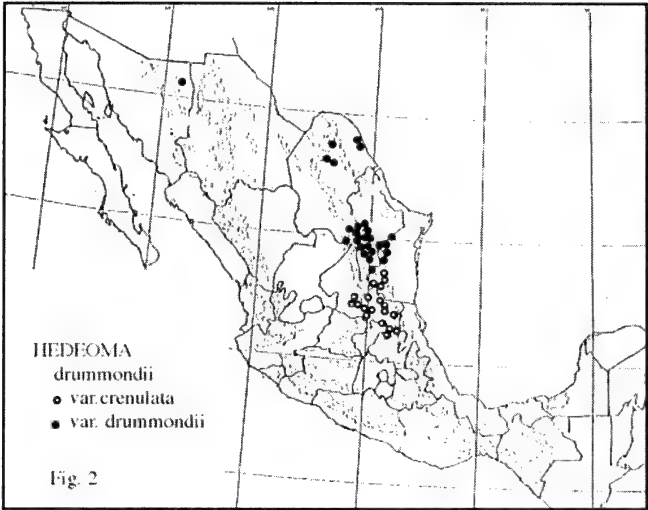 HEDEOMA
drummondii
var. crenulata
var. drummondii
Fig. 2